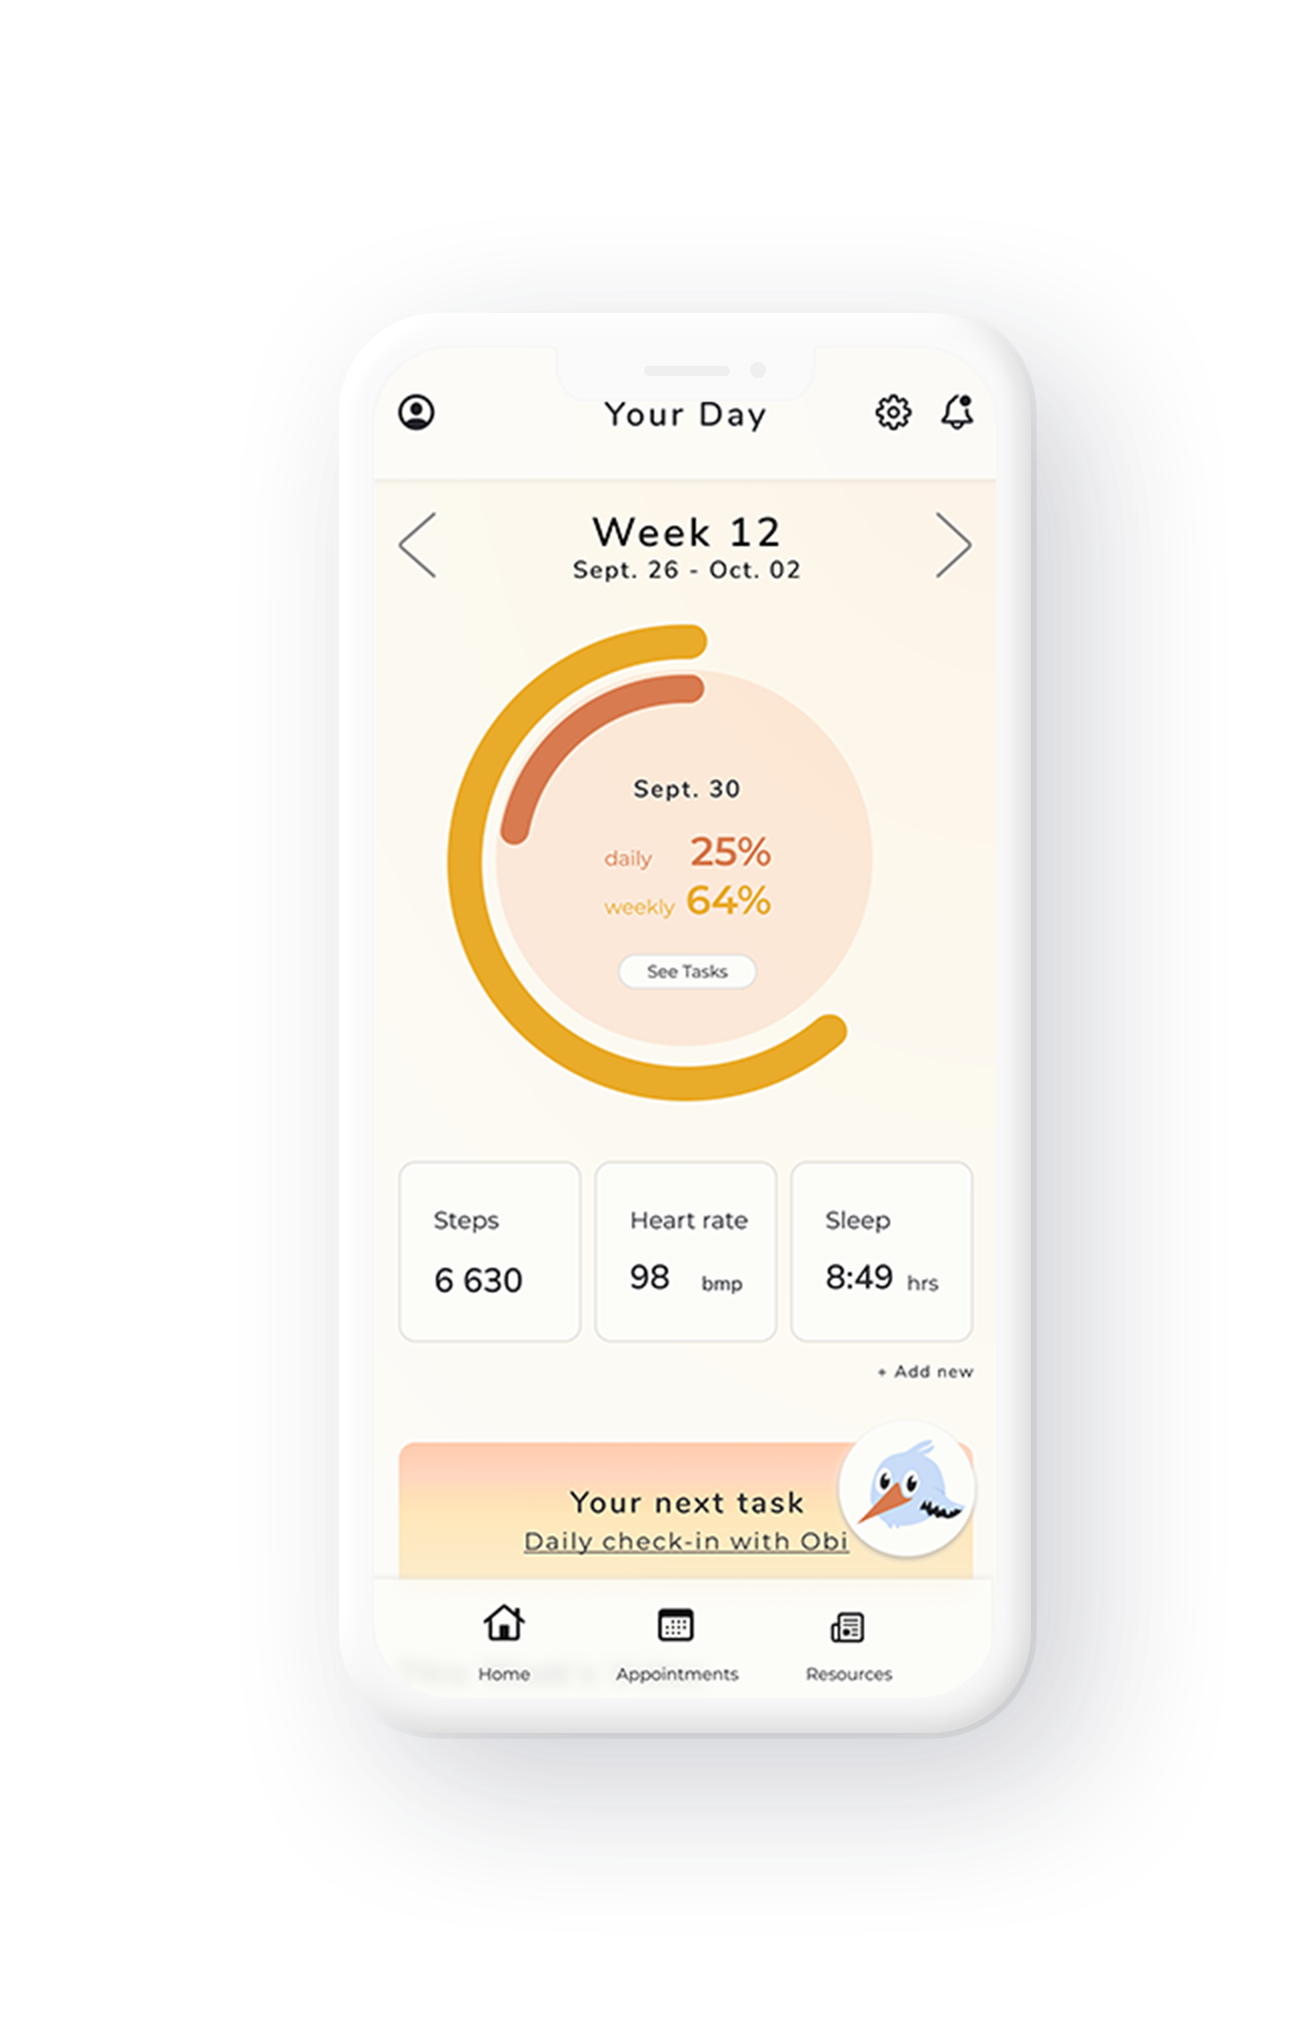 Your Day
Week 12
Sept. 26 - Oct. 02
Sept. 30
daily 25%
weekly 64%
See Tasks
Steps
6 630
Heart rate
98 bmp
Sleep
8:49 hrs
+ Add new
Your next task
Daily check-in with Obi
Home
Appointments
Resources